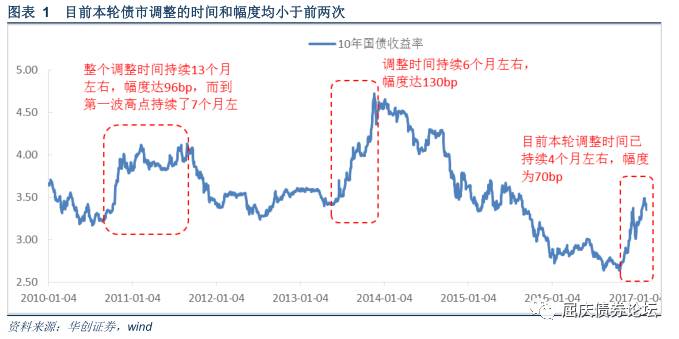 图表 1 目前本轮债市调整的时间和幅度均小于前两次
10年国债收益率
整个调整时间持续13个月
左右，幅度达96bp，而到
第一波高点持续了7个月左
调整时间持续6个月左右，
幅度达130bp
目前本轮调整时间已
持续4个月左右，幅度
为70bp
5.00
4.50
4.00
3.50
3.00
2.50
2010-01-04
2011-01-04
2012-01-04
2013-01-04
2014-01-04
2015-01-04
2016-01-04
2017-01-04
屈庆债券论坛
资料来源：华创证券，wind